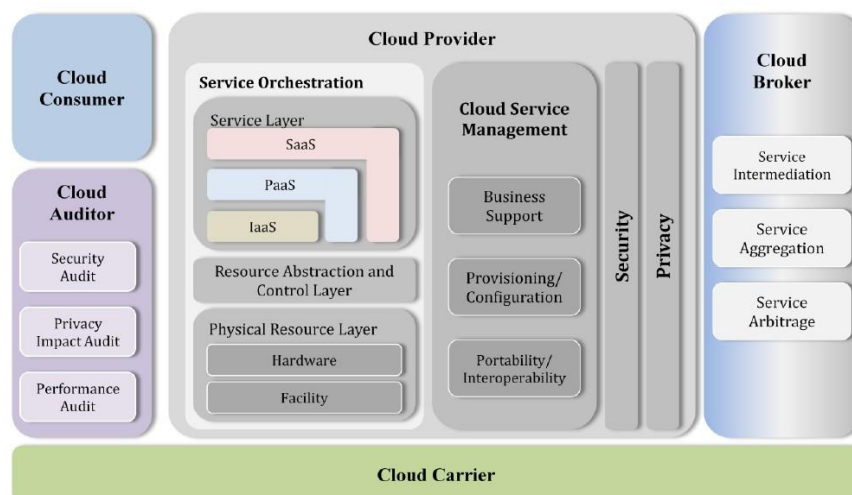 Cloud
Consumer
Cloud
Auditor
Security
Audit
Privacy
Impact Audit
Performance
Audit
Cloud Provider
Service Orchestration
Service Layer
SaaS
PaaS
IaaS
Resource Abstraction and
Control Layer
Physical Resource Layer
Hardware
Facility
Cloud Service
Management
Business
Support
Provisioning/
Configuration
Portability/
Interoperability
Security
Privacy
Cloud
Broker
Service
Intermediation
Service
Aggregation
Service
Arbitrage
Cloud Carrier